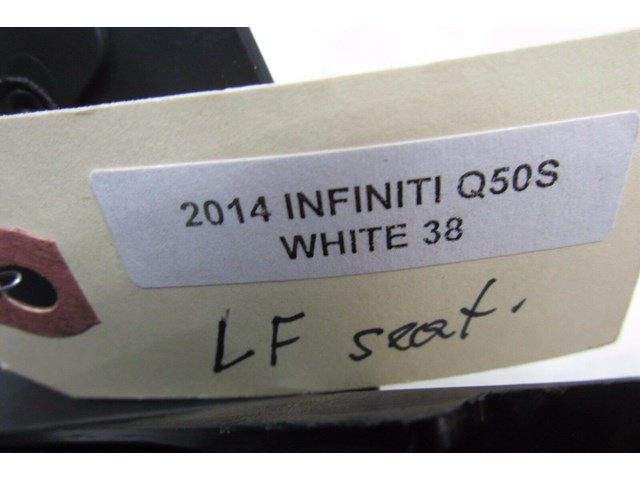 2014 INFINITI Q50S
WHITE 38
LF seat.